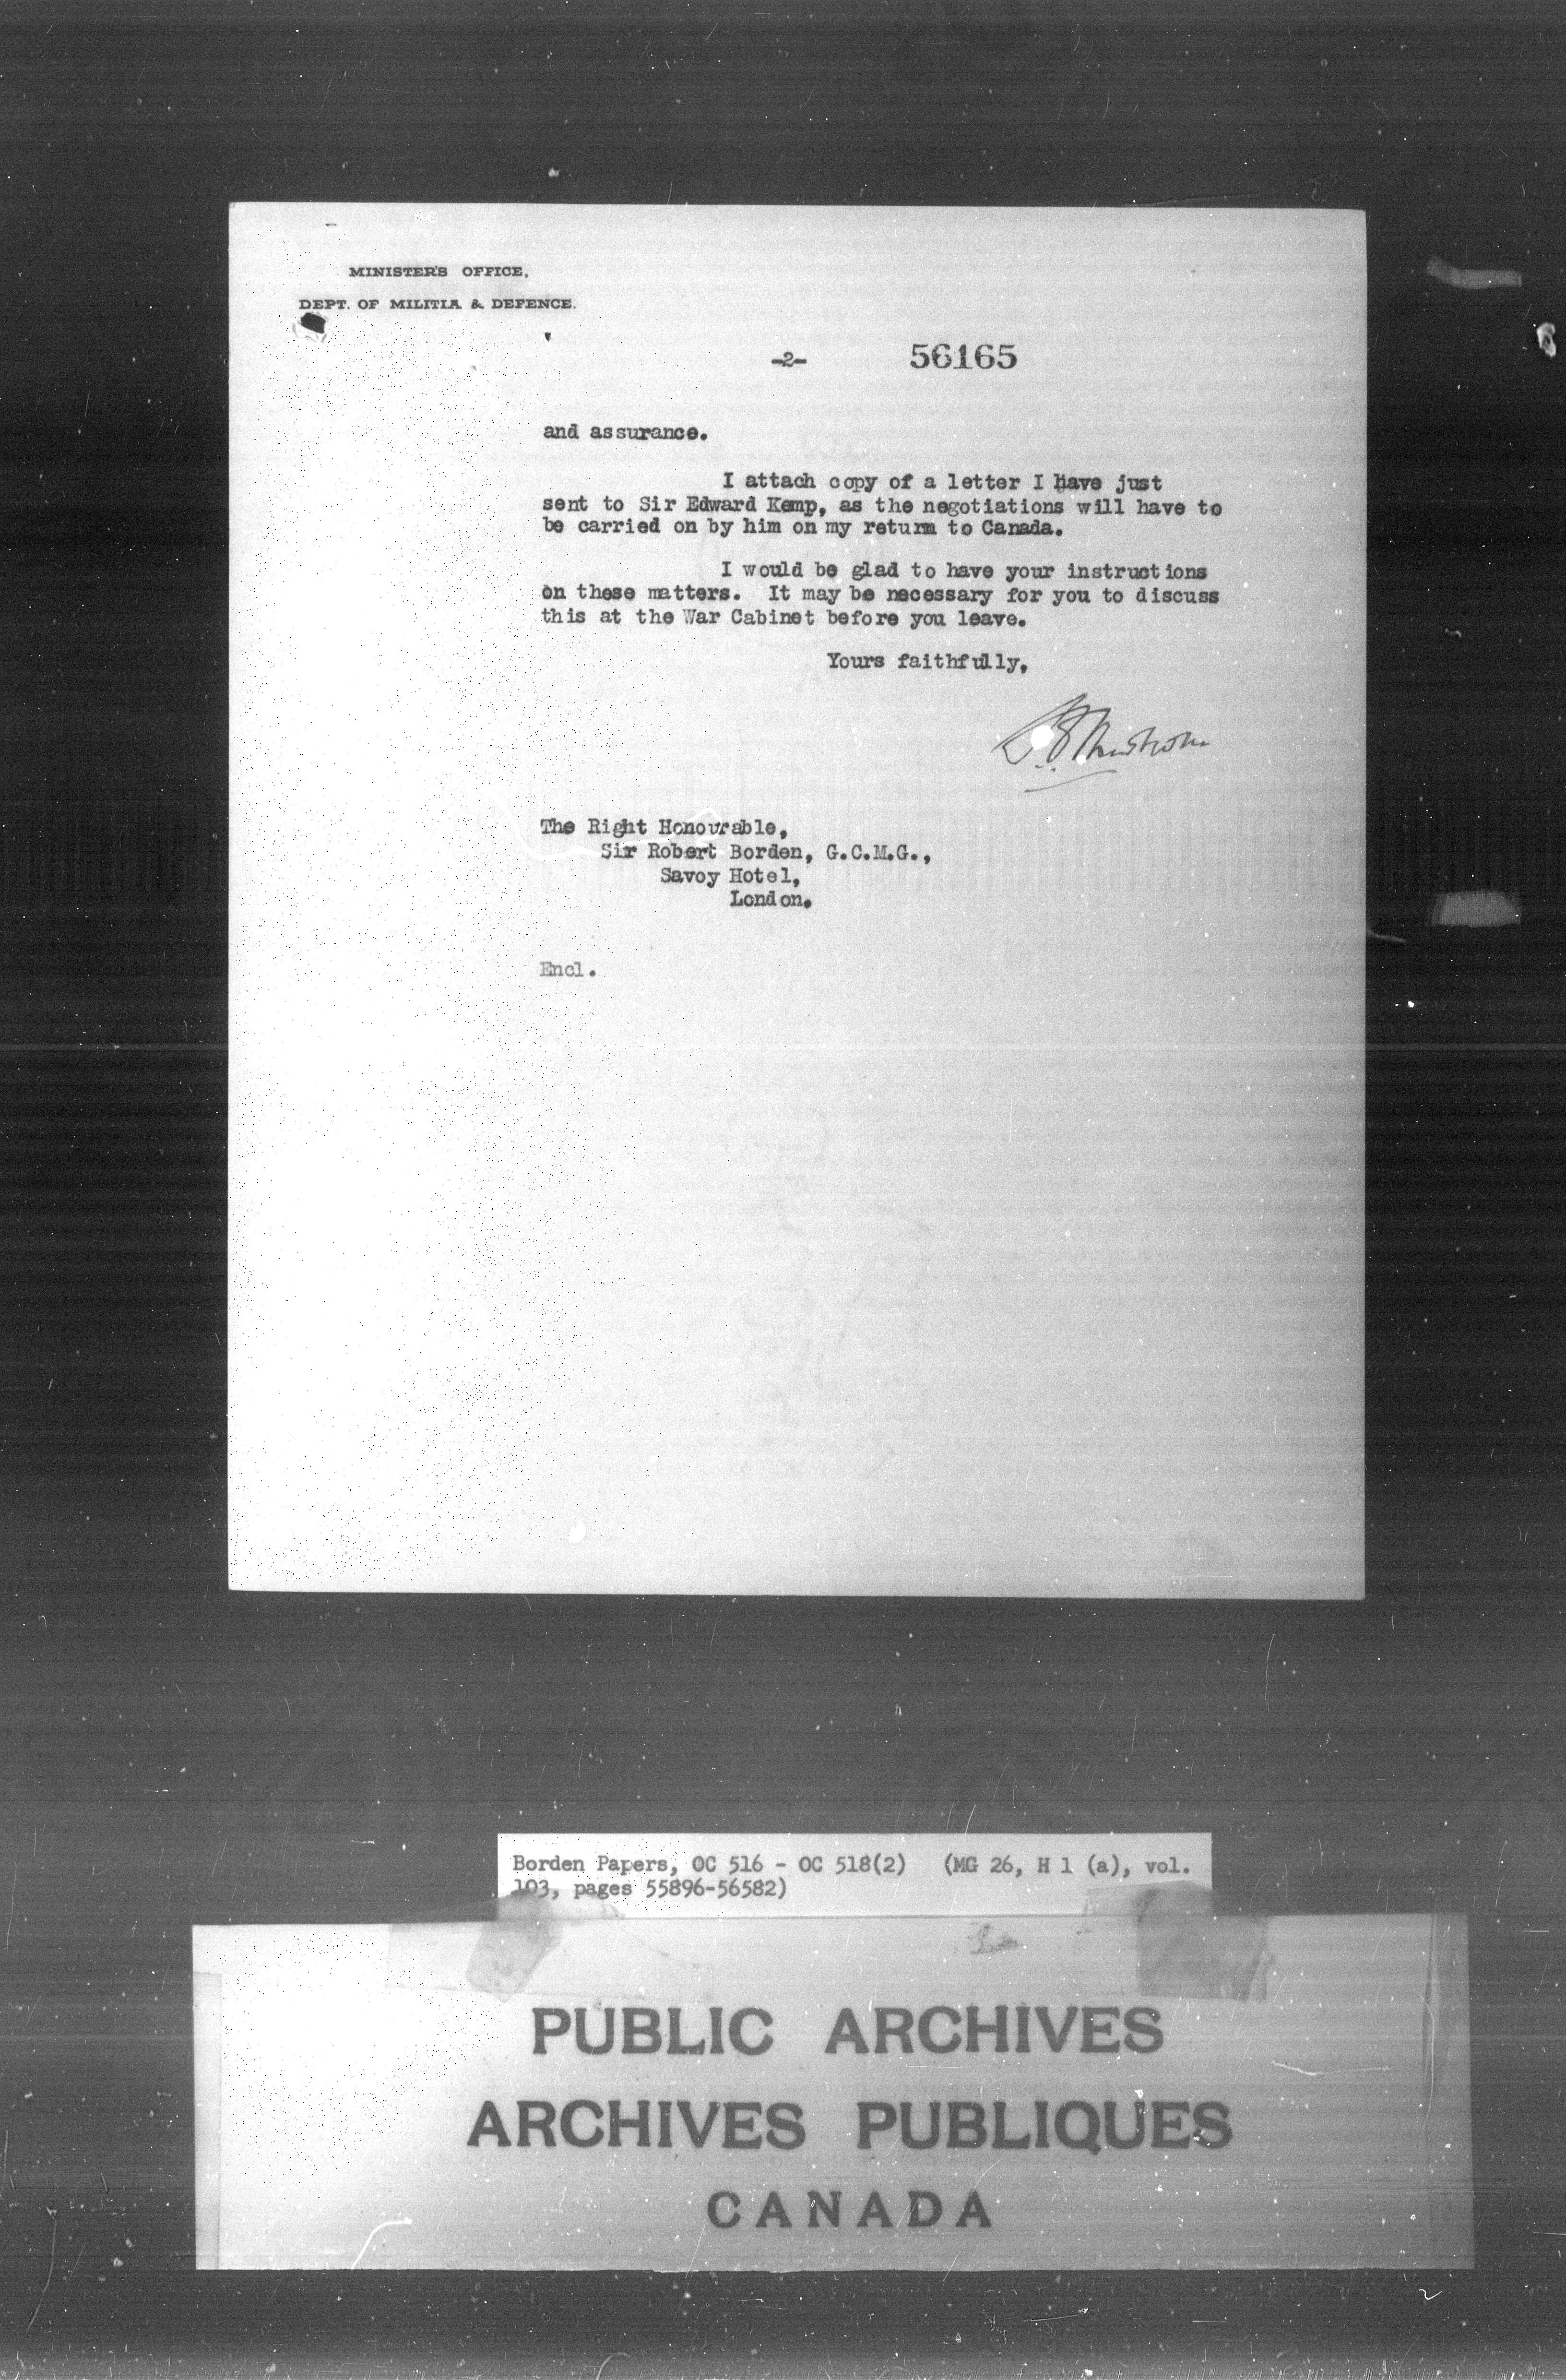 MINISTER'S OFFICE,
DEPT. OF MILITIA & DEFENCE.
-2- 56165
and assurance.
I attach copy of a letter I have just
sent to Sir Edward Kemp, as the negotiations will have to
be carried on by him on my return to Canada.
I would be glad to have your instructions
on these matters. It may be necessary for you to discuss
this at the War Cabinet before you leave.
Yours faithfully,
The Right Honourable,
Sir Robert Borden, G.C.M.G.,
Savoy Hotel,
London.
Encl.
Borden Papers, OC 516 - OC 518(2) (MG 26, H 1 (a), vol.
103, pages 55896-56582)
PUBLIC ARCHIVES
ARCHIVES PUBLIQUES
CANADA